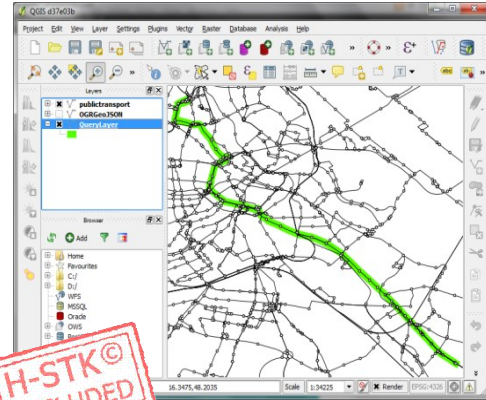 QGIS d37e03b
Project Edit View Layer Settings Plugins Vector Raster Database Analysis Help
Layers
publictransport
OGRGeoJSON
QueryLayer
Browser
Add
Home
Favourites
C:/
D:/
WFS
MSSQL
Oracle
OWS
H-STK©
16.3475,48.2035
Scale
1:34225
Render
EPSG:4326